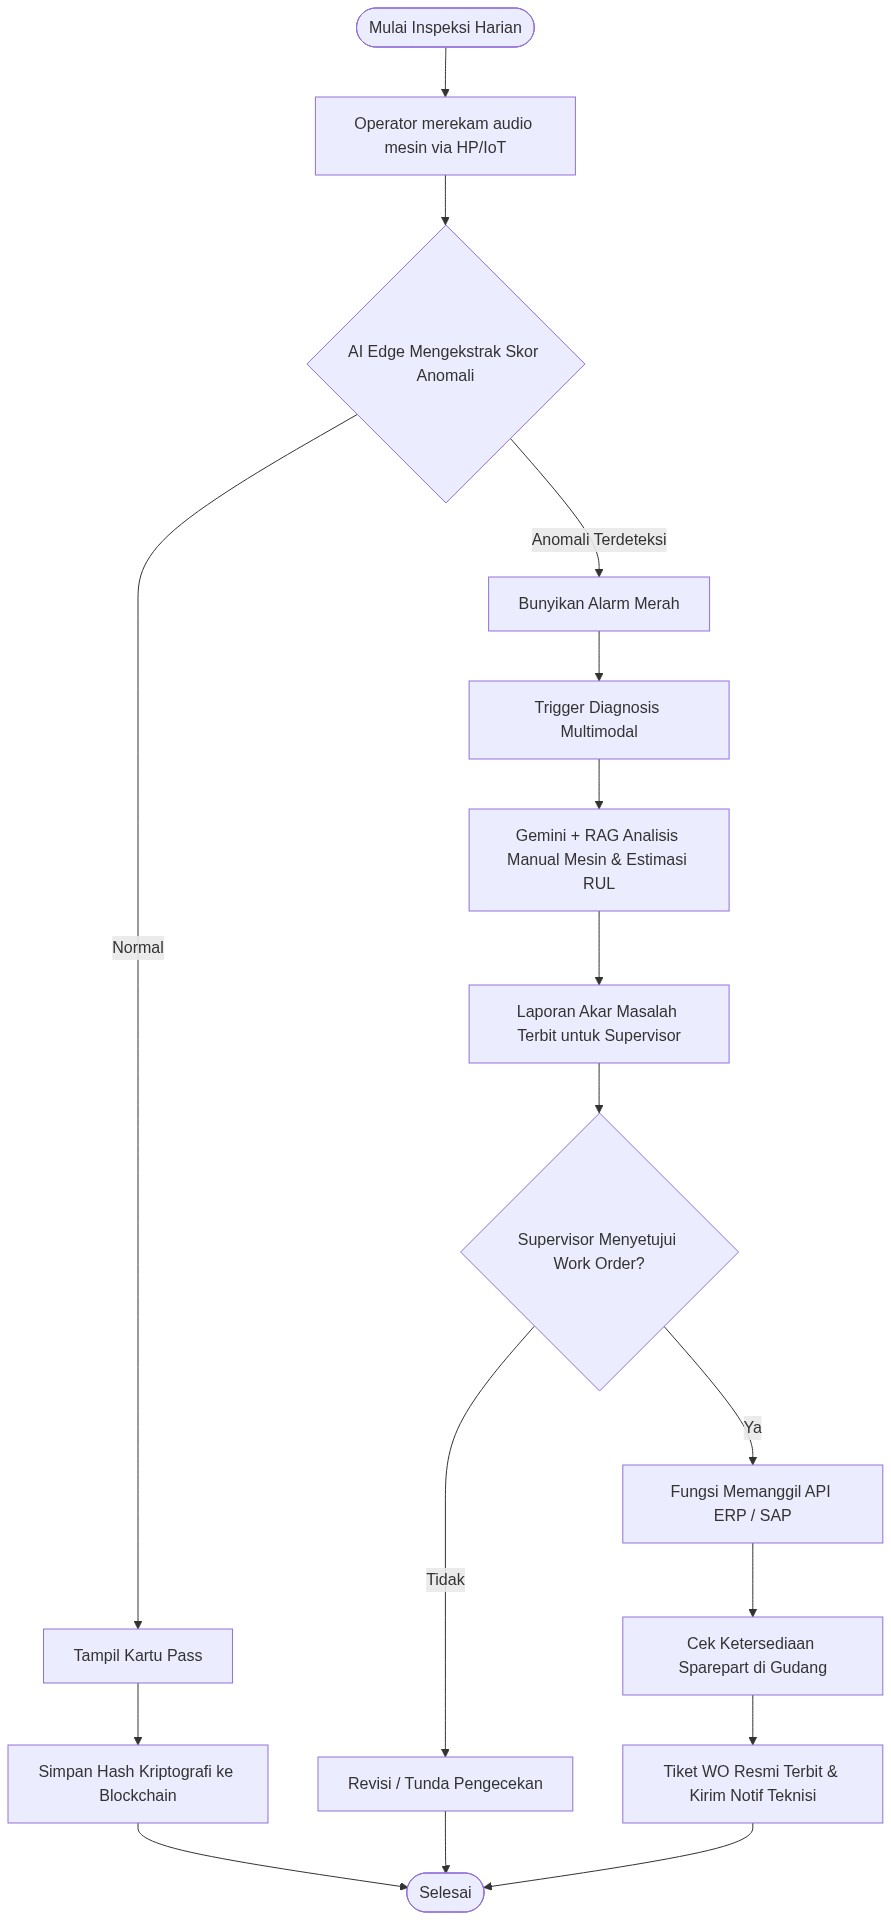 Mulai Inspeksi Harian
Operator merekam audio
mesin via HP/IoT
AI Edge Mengekstrak Skor
Anomali
Anomali Terdeteksi
Bunyikan Alarm Merah
Trigger Diagnosis
Multimodal
Gemini + RAG Analisis
Manual Mesin & Estimasi
RUL
Normal
Laporan Akar Masalah
Terbit untuk Supervisor
Supervisor Menyetujui
Work Order?
Ya
Fungsi Memanggil API
ERP / SAP
Tidak
Tampil Kartu Pass
Cek Ketersediaan
Sparepart di Gudang
Simpan Hash Kriptografi ke
Blockchain
Revisi / Tunda Pengecekan
Tiket WO Resmi Terbit &
Kirim Notif Teknisi
Selesai